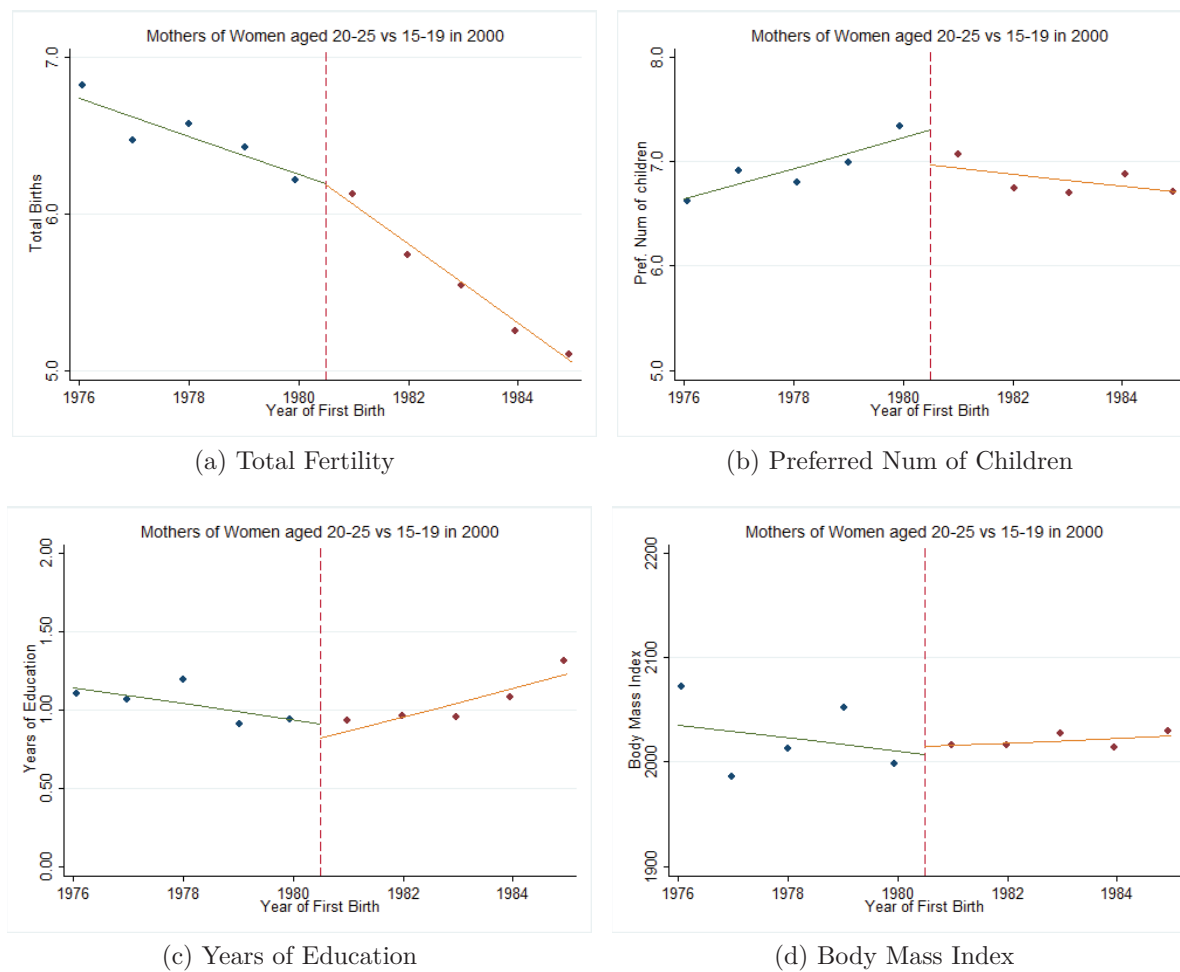 Mothers of Women aged 20-25 vs 15-19 in 2000
Total Births
7.0
6.0
5.0
1976 1978 1980 1982 1984
Year of First Birth
(a) Total Fertility
Mothers of Women aged 20-25 vs 15-19 in 2000
Pref. Num of children
8.0
7.0
6.0
5.0
1976 1978 1980 1982 1984
Year of First Birth
(b) Preferred Num of Children
Mothers of Women aged 20-25 vs 15-19 in 2000
Years of Education
2.00
1.50
1.00
0.50
0.00
1976 1978 1980 1982 1984
Year of First Birth
(c) Years of Education
Mothers of Women aged 20-25 vs 15-19 in 2000
Body Mass Index
2200
2100
2000
1900
1976 1978 1980 1982 1984
Year of First Birth
(d) Body Mass Index